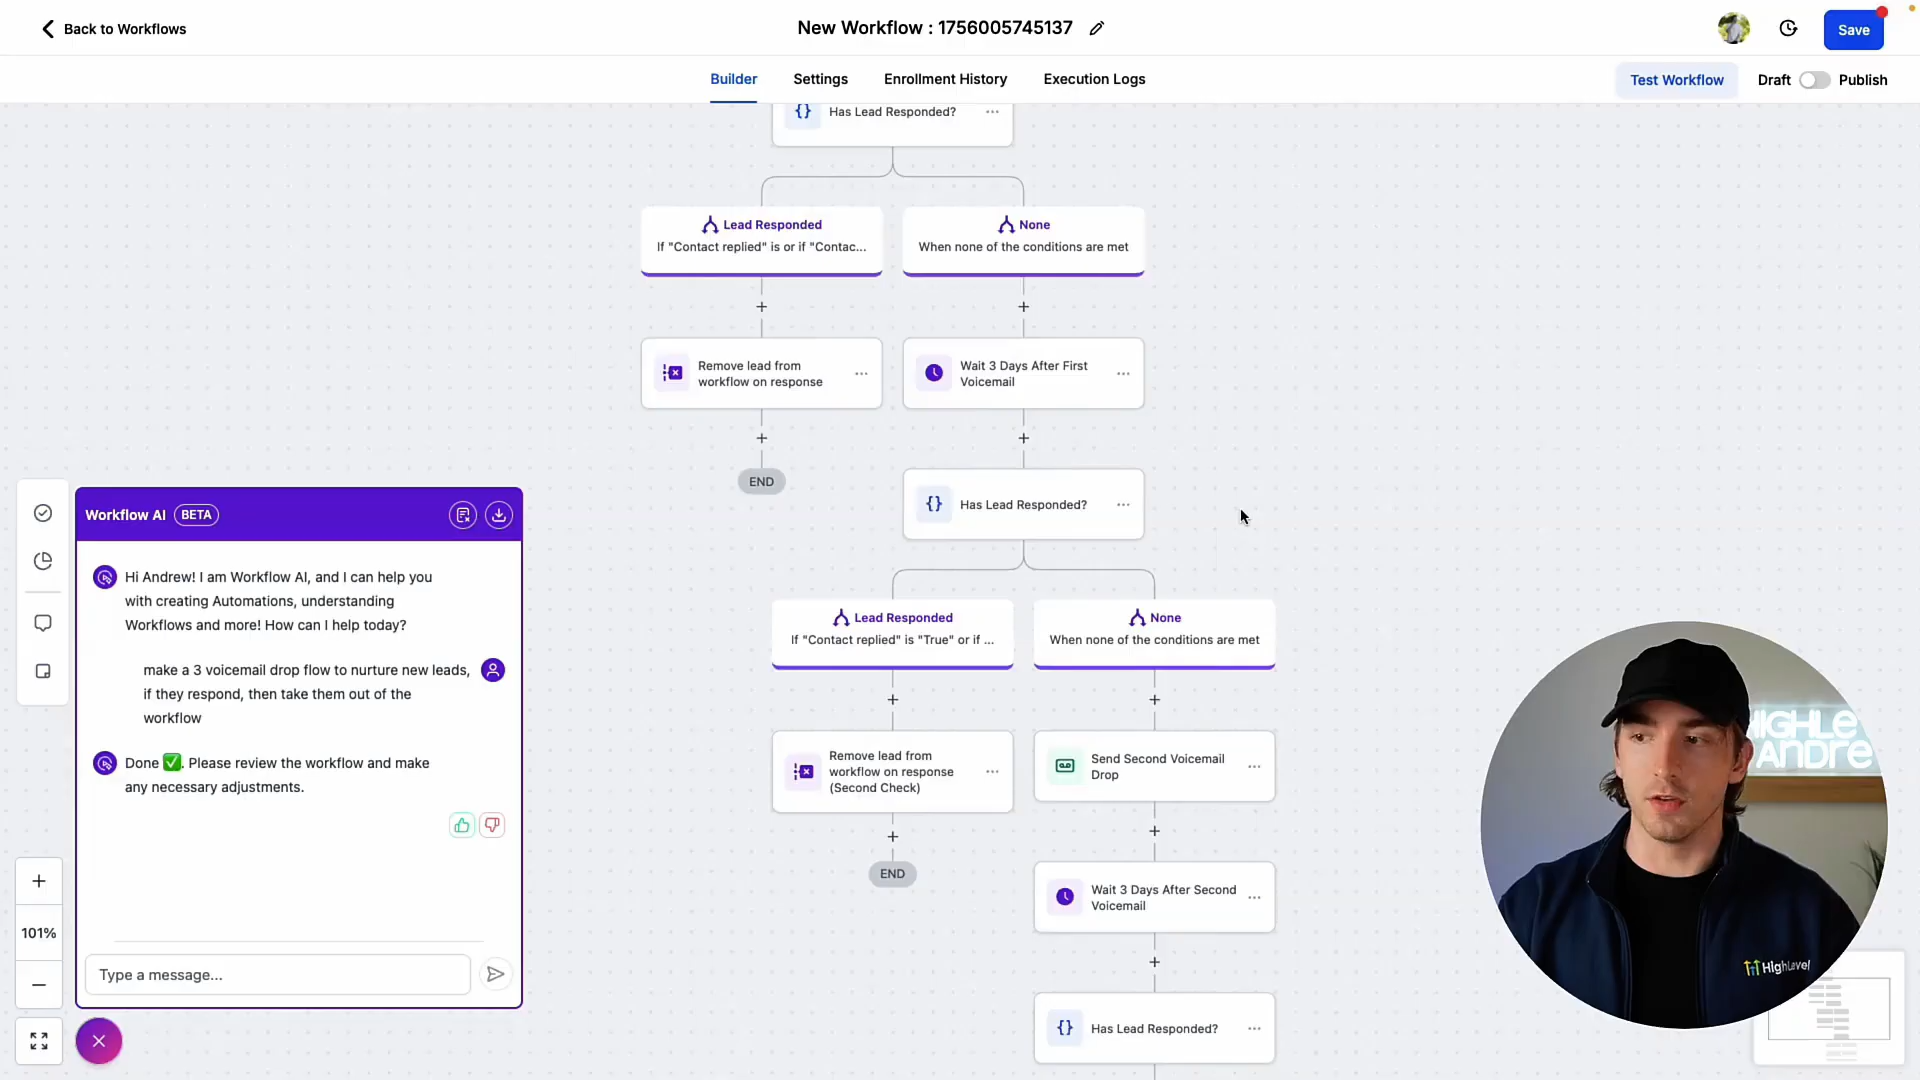 Back to Workflows
New Workflow : 1756005745137
Save
Builder
Settings
Enrollment History
Execution Logs
Test Workflow
Draft
Publish
Has Lead Responded?
Lead Responded
If "Contact replied" is or if "Contac...
None
When none of the conditions are met
Remove lead from
workflow on response
Wait 3 Days After First
Voicemail
END
Has Lead Responded?
Lead Responded
If "Contact replied" is "True" or if ...
None
When none of the conditions are met
Remove lead from
workflow on response
(Second Check)
Send Second Voicemail
Drop
END
Wait 3 Days After Second
Voicemail
Has Lead Responded?
Workflow AI
BETA
Hi Andrew! I am Workflow AI, and I can help you
with creating Automations, understanding
Workflows and more! How can I help today?
make a 3 voicemail drop flow to nurture new leads,
if they respond, then take them out of the
workflow
Done ✅. Please review the workflow and make
any necessary adjustments.
Type a message...
101%
HIGHLE
ANDRE
HighLevel